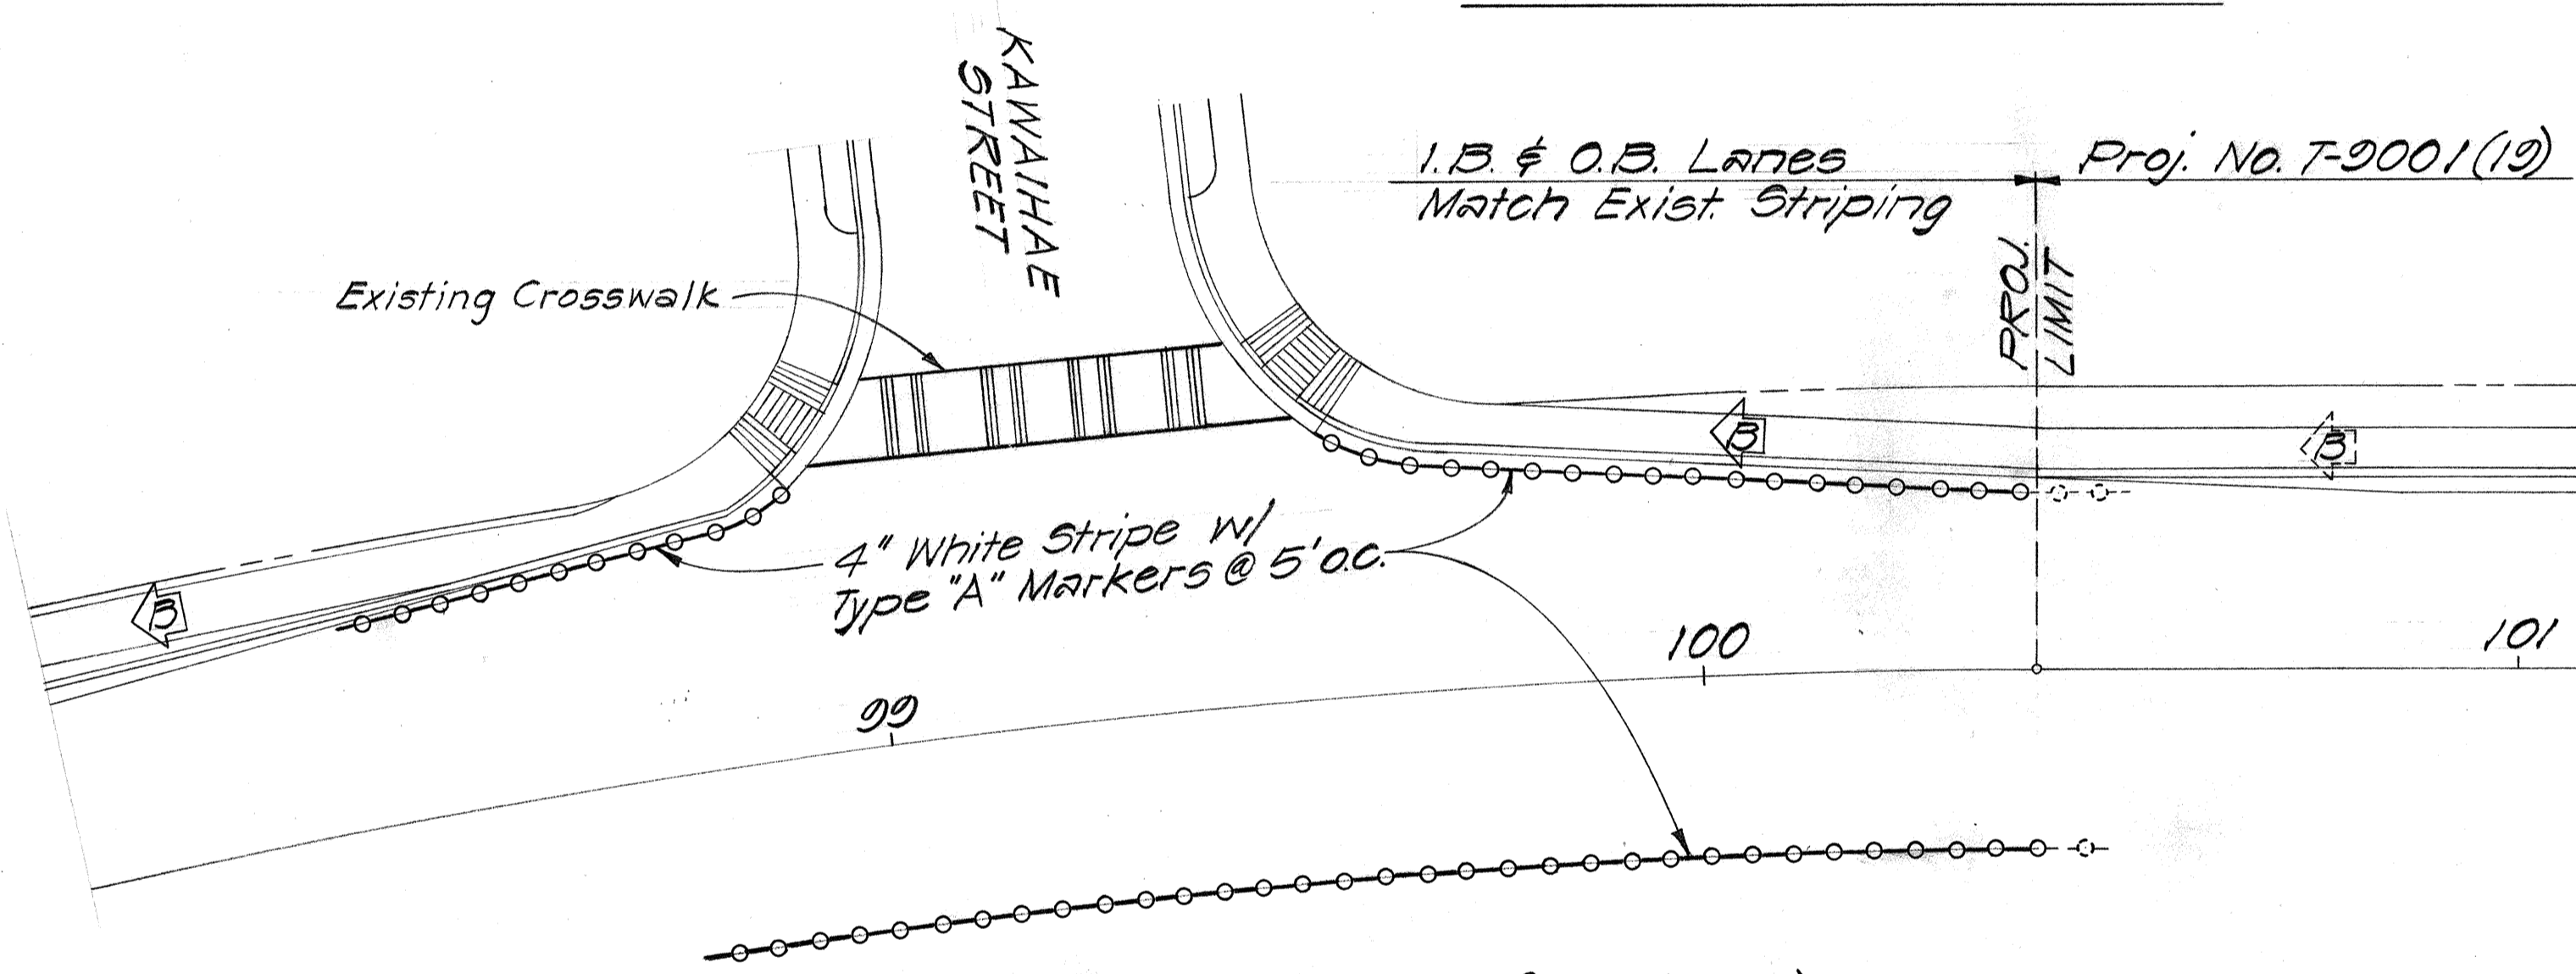 KAWAIHAE
STREET
I.B. & O.B. Lanes
Match Exist. Striping
Proj. No. T-9001(19)
PROJ.
LIMIT
Existing Crosswalk
B
B
B
4" White Stripe W/
Type "A" Markers @ 5' O.C.
99
100
101